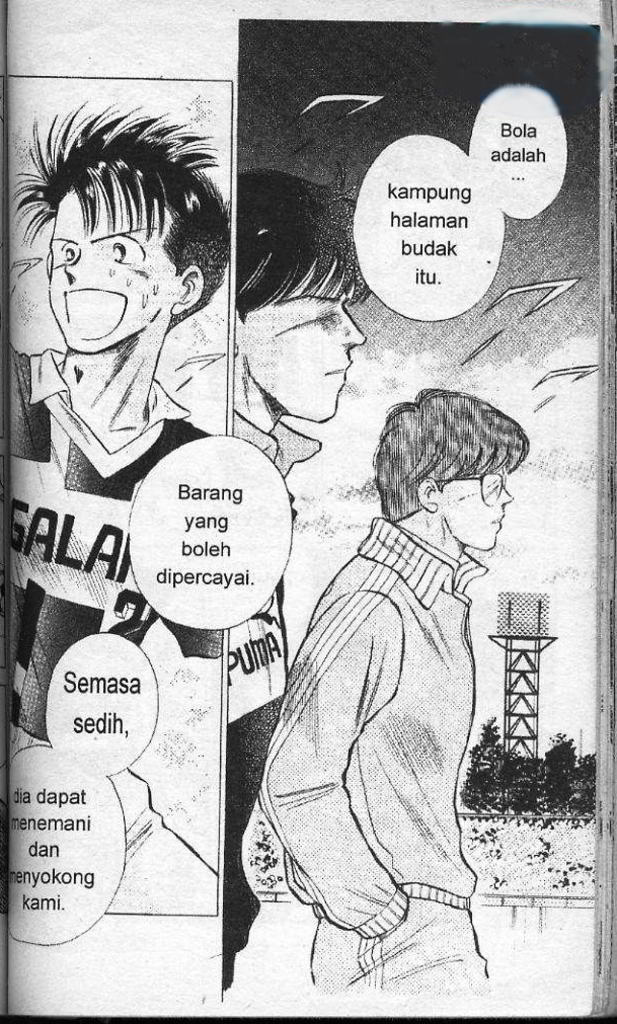 Bola
adalah
...
kampung
halaman
budak
itu.
Barang
yang
boleh
dipercayai.
Semasa
sedih,
dia dapat
menemani
dan
menyokong
kami.
PUMA